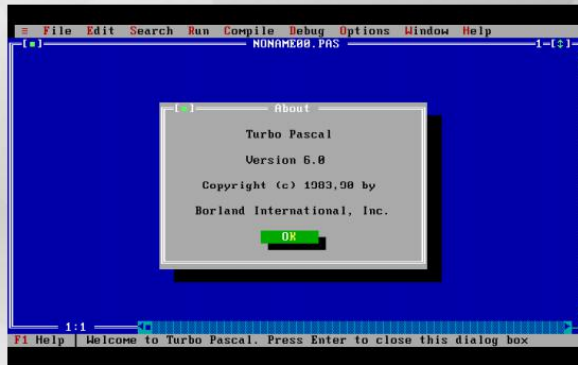 ≡ File Edit Search Run Compile Debug Options Window Help
[■] NONAME00.PAS 1=[↕]
[■] About
Turbo Pascal
Version 6.0
Copyright (c) 1983,90 by
Borland International, Inc.
OK
1:1
F1 Help | Welcome to Turbo Pascal. Press Enter to close this dialog box